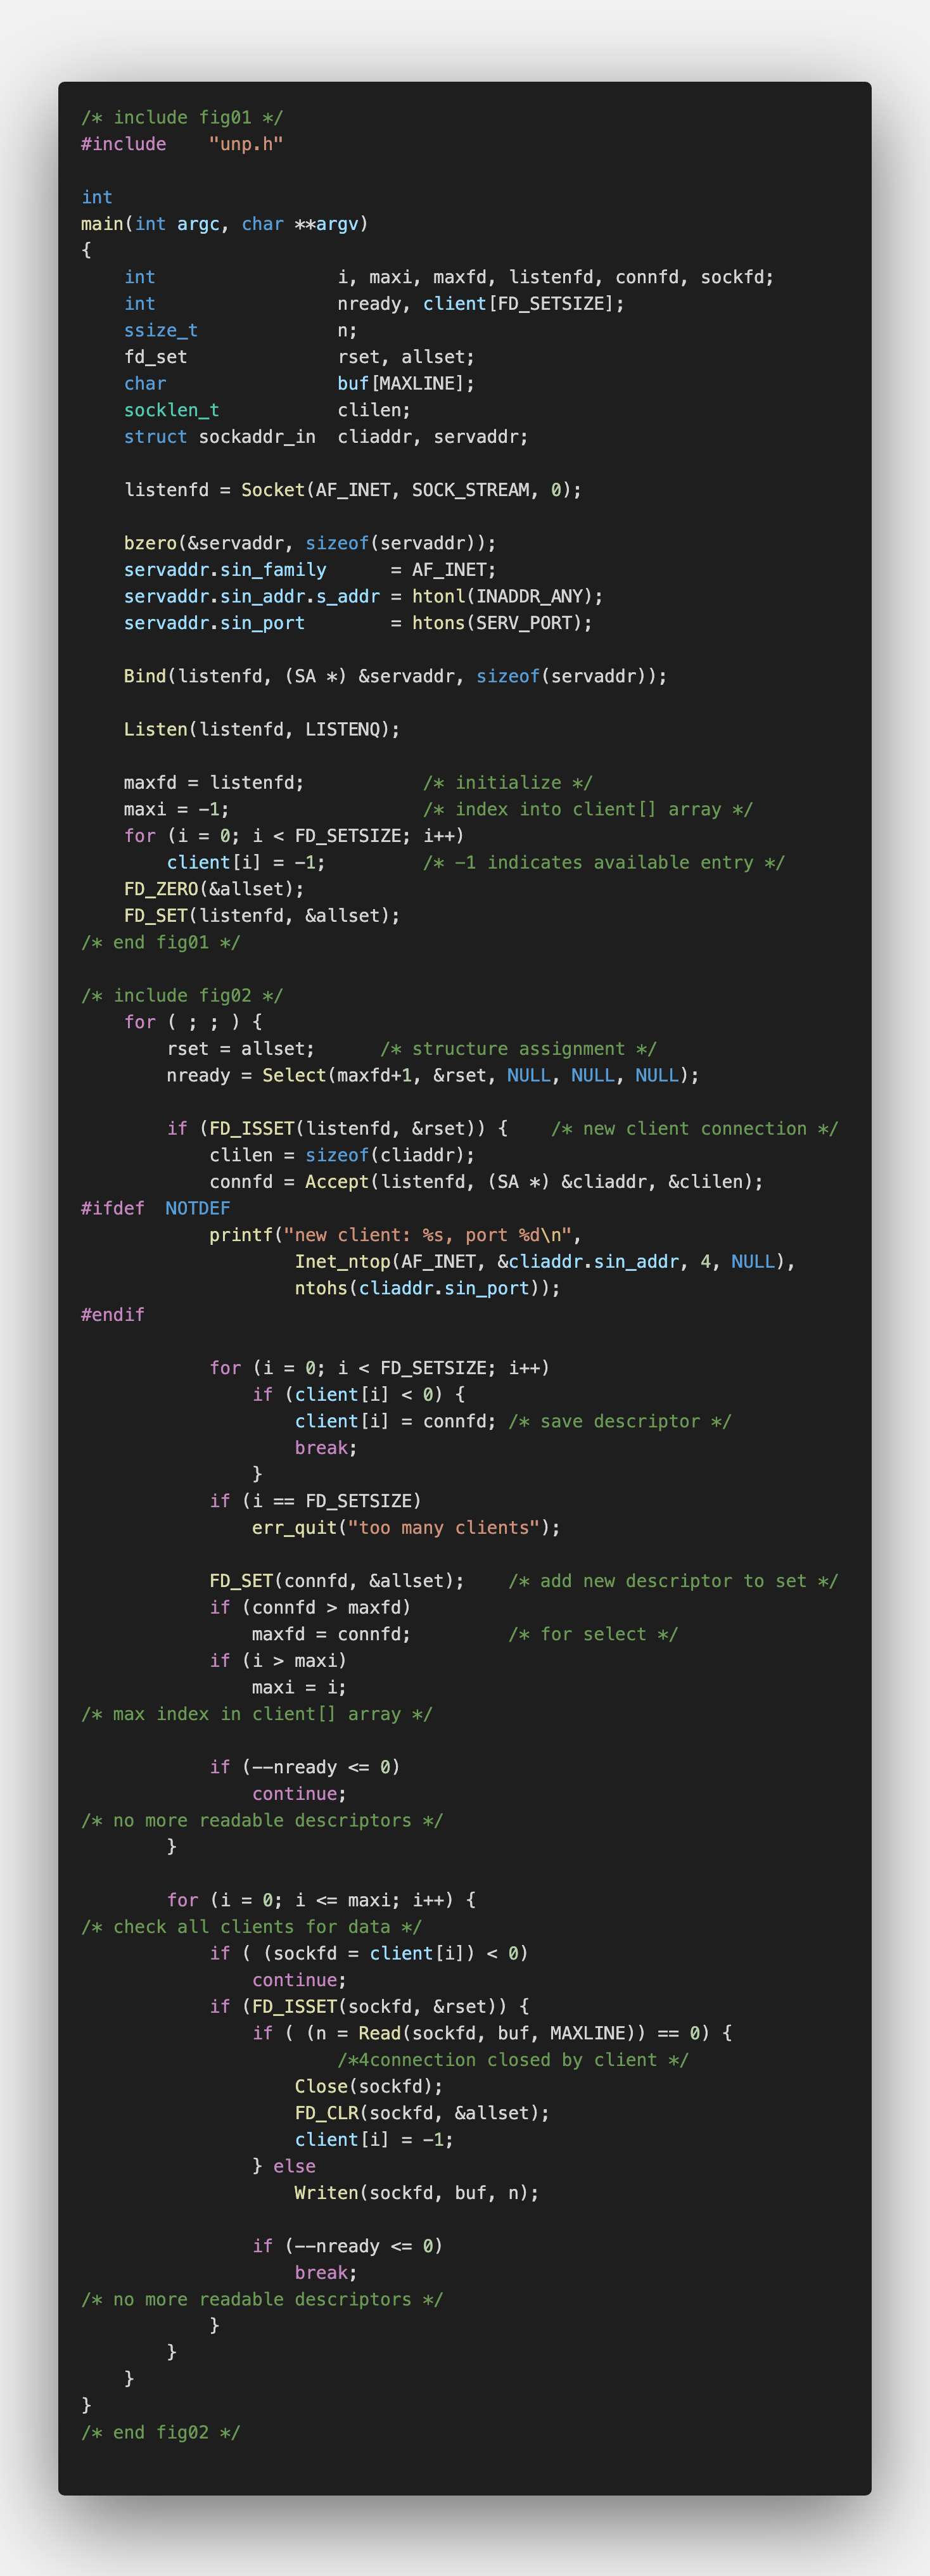 /* include fig01 */
#include    "unp.h"

int
main(int argc, char **argv)
{
    int                 i, maxi, maxfd, listenfd, connfd, sockfd;
    int                 nready, client[FD_SETSIZE];
    ssize_t             n;
    fd_set              rset, allset;
    char                buf[MAXLINE];
    socklen_t           clilen;
    struct sockaddr_in  cliaddr, servaddr;

    listenfd = Socket(AF_INET, SOCK_STREAM, 0);

    bzero(&servaddr, sizeof(servaddr));
    servaddr.sin_family      = AF_INET;
    servaddr.sin_addr.s_addr = htonl(INADDR_ANY);
    servaddr.sin_port        = htons(SERV_PORT);

    Bind(listenfd, (SA *) &servaddr, sizeof(servaddr));

    Listen(listenfd, LISTENQ);

    maxfd = listenfd;           /* initialize */
    maxi = -1;                  /* index into client[] array */
    for (i = 0; i < FD_SETSIZE; i++)
        client[i] = -1;         /* -1 indicates available entry */
    FD_ZERO(&allset);
    FD_SET(listenfd, &allset);
/* end fig01 */

/* include fig02 */
    for ( ; ; ) {
        rset = allset;      /* structure assignment */
        nready = Select(maxfd+1, &rset, NULL, NULL, NULL);

        if (FD_ISSET(listenfd, &rset)) {    /* new client connection */
            clilen = sizeof(cliaddr);
            connfd = Accept(listenfd, (SA *) &cliaddr, &clilen);
#ifdef  NOTDEF
            printf("new client: %s, port %d\n",
                    Inet_ntop(AF_INET, &cliaddr.sin_addr, 4, NULL),
                    ntohs(cliaddr.sin_port));
#endif

            for (i = 0; i < FD_SETSIZE; i++)
                if (client[i] < 0) {
                    client[i] = connfd; /* save descriptor */
                    break;
                }
            if (i == FD_SETSIZE)
                err_quit("too many clients");

            FD_SET(connfd, &allset);    /* add new descriptor to set */
            if (connfd > maxfd)
                maxfd = connfd;         /* for select */
            if (i > maxi)
                maxi = i;
/* max index in client[] array */

            if (--nready <= 0)
                continue;
/* no more readable descriptors */
        }

        for (i = 0; i <= maxi; i++) {
/* check all clients for data */
            if ( (sockfd = client[i]) < 0)
                continue;
            if (FD_ISSET(sockfd, &rset)) {
                if ( (n = Read(sockfd, buf, MAXLINE)) == 0) {
                        /*4connection closed by client */
                    Close(sockfd);
                    FD_CLR(sockfd, &allset);
                    client[i] = -1;
                } else
                    Writen(sockfd, buf, n);

                if (--nready <= 0)
                    break;
/* no more readable descriptors */
            }
        }
    }
}
/* end fig02 */